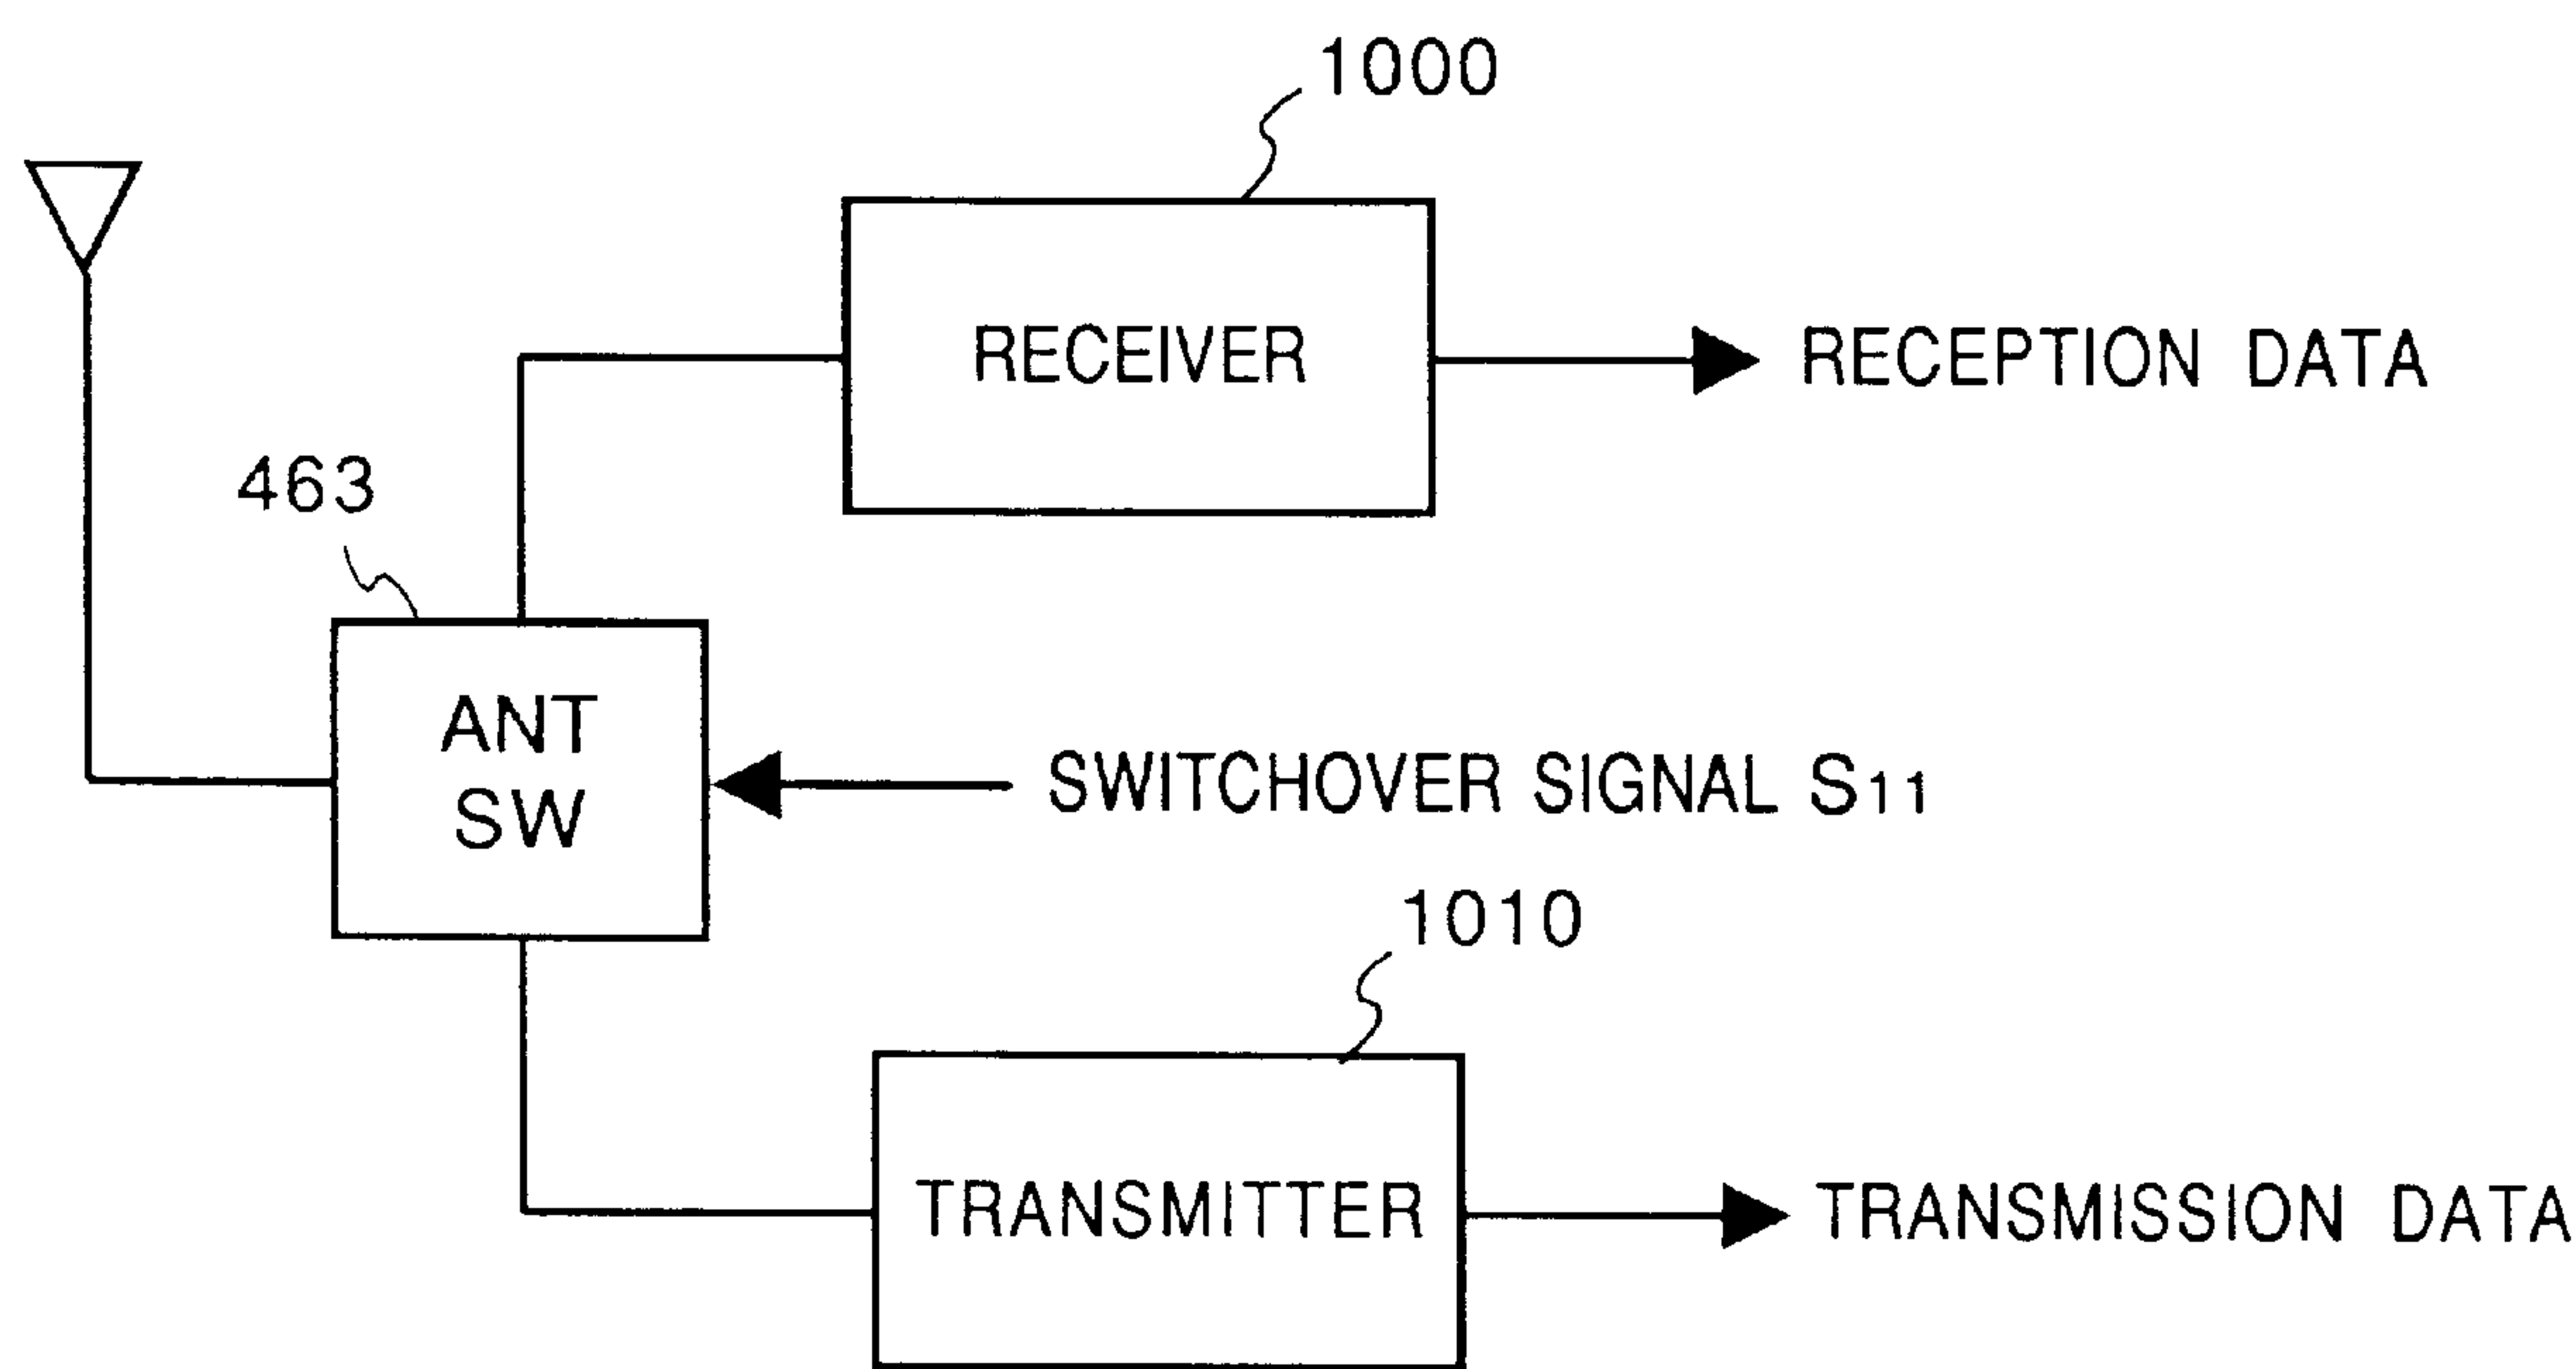 1000
RECEIVER
RECEPTION DATA
463
ANT
SW
SWITCHOVER SIGNAL S11
1010
TRANSMITTER
TRANSMISSION DATA